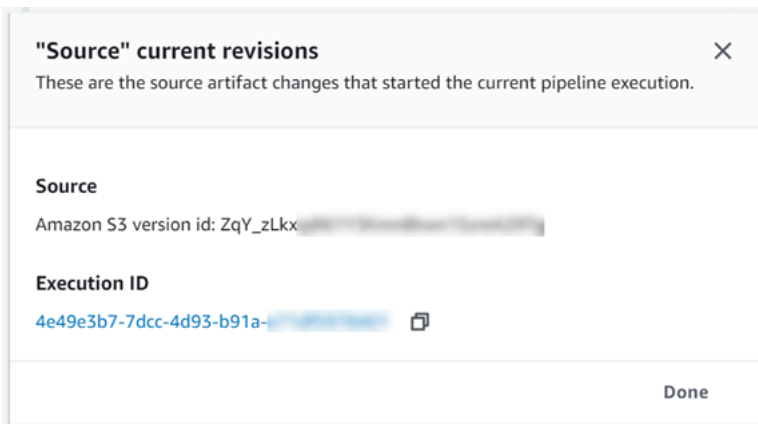 "Source" current revisions
These are the source artifact changes that started the current pipeline execution.
Source
Amazon S3 version id: ZqY_zLkx
Execution ID
4e49e3b7-7dcc-4d93-b91a-
Done